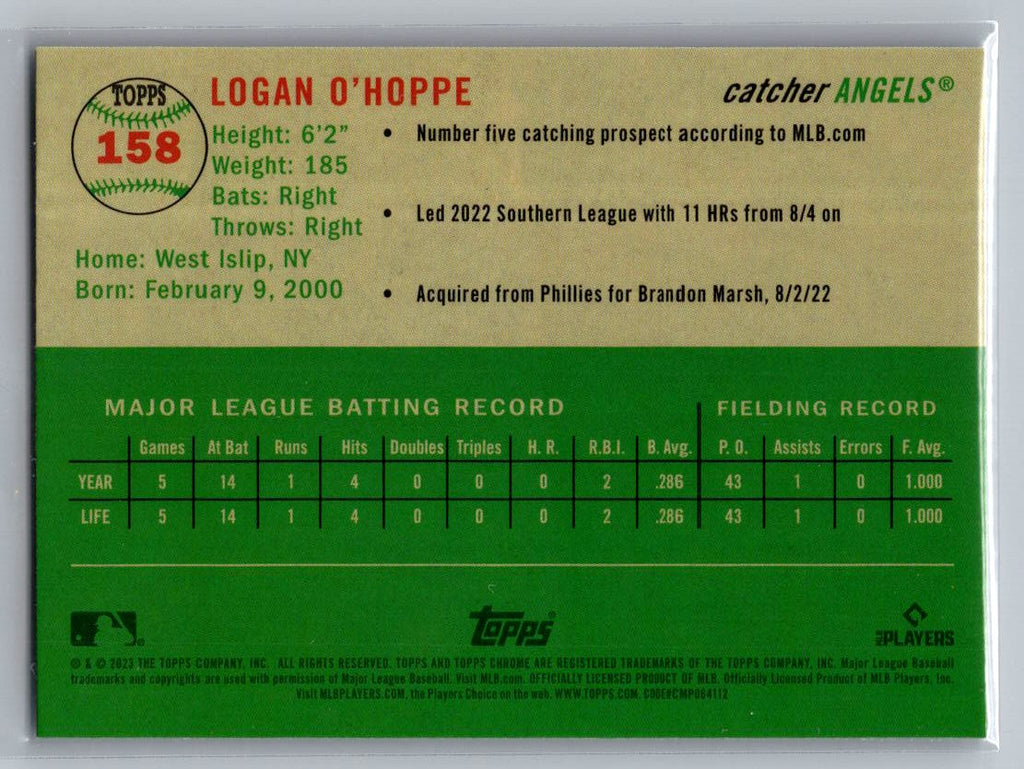 TOPPS
158
LOGAN O'HOPPE
catcher ANGELS®
Height: 6'2"
Weight: 185
Bats: Right
Throws: Right
Home: West Islip, NY
Born: February 9, 2000
• Number five catching prospect according to MLB.com
• Led 2022 Southern League with 11 HRs from 8/4 on
• Acquired from Phillies for Brandon Marsh, 8/2/22
MAJOR LEAGUE BATTING RECORD FIELDING RECORD
Games At Bat Runs Hits Doubles Triples H. R. R.B.I. B. Avg. P. O. Assists Errors F. Avg.
YEAR 5 14 1 4 0 0 0 2 .286 43 1 0 1.000
LIFE 5 14 1 4 0 0 0 2 .286 43 1 0 1.000
topps®
MLB PLAYERS
® & © 2023 THE TOPPS COMPANY, INC. ALL RIGHTS RESERVED. TOPPS AND TOPPS CHROME ARE REGISTERED TRADEMARKS OF THE TOPPS COMPANY, INC. Major League Baseball
trademarks and copyrights are used with permission of Major League Baseball. Visit MLB.com. OFFICIALLY LICENSED PRODUCT OF MLB. Officially Licensed Product of MLB Players, Inc.
Visit MLBPLAYERS.COM, the Players Choice on the web. WWW.TOPPS.COM. CODE#CMP064112